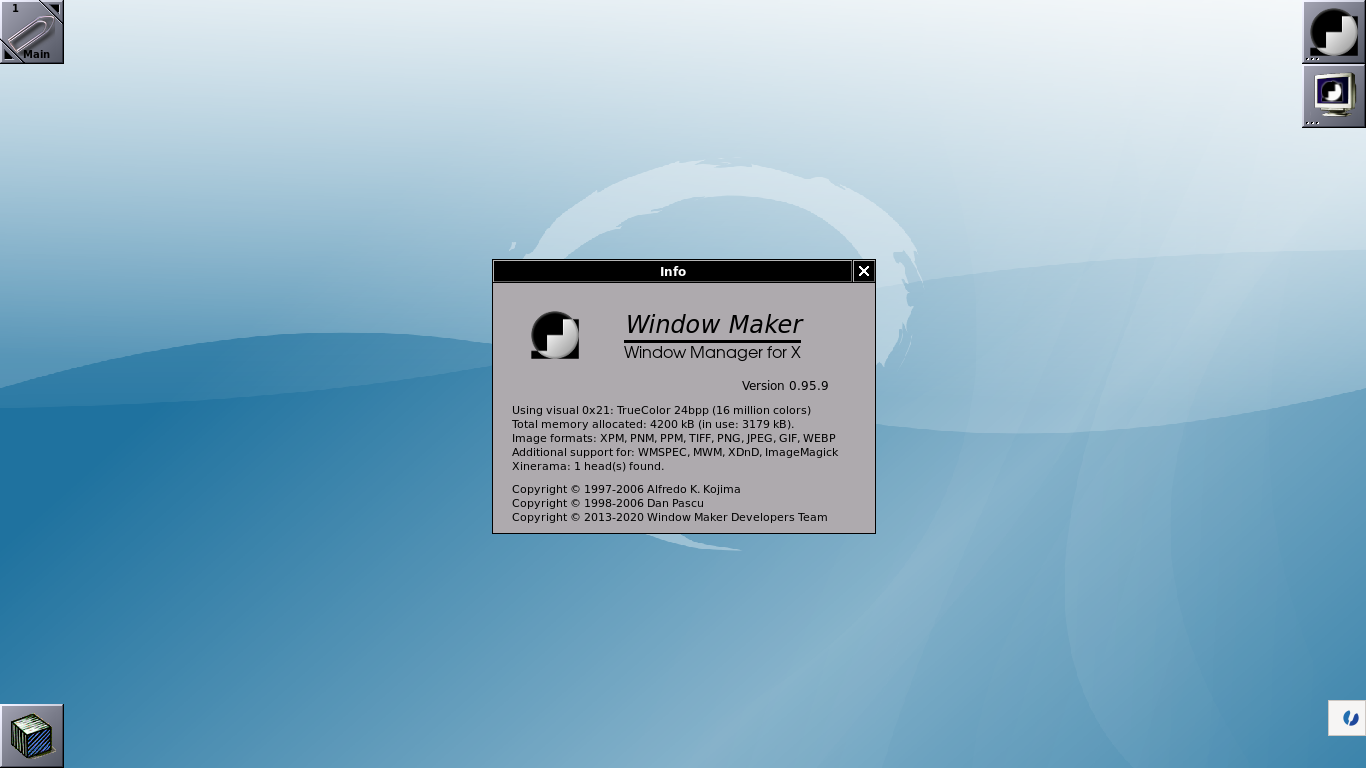 1
Main
Info
Window Maker
Window Manager for X
Version 0.95.9
Using visual 0x21: TrueColor 24bpp (16 million colors)
Total memory allocated: 4200 kB (in use: 3179 kB).
Image formats: XPM, PNM, PPM, TIFF, PNG, JPEG, GIF, WEBP
Additional support for: WMSPEC, MWM, XDnD, ImageMagick
Xinerama: 1 head(s) found.
Copyright © 1997-2006 Alfredo K. Kojima
Copyright © 1998-2006 Dan Pascu
Copyright © 2013-2020 Window Maker Developers Team